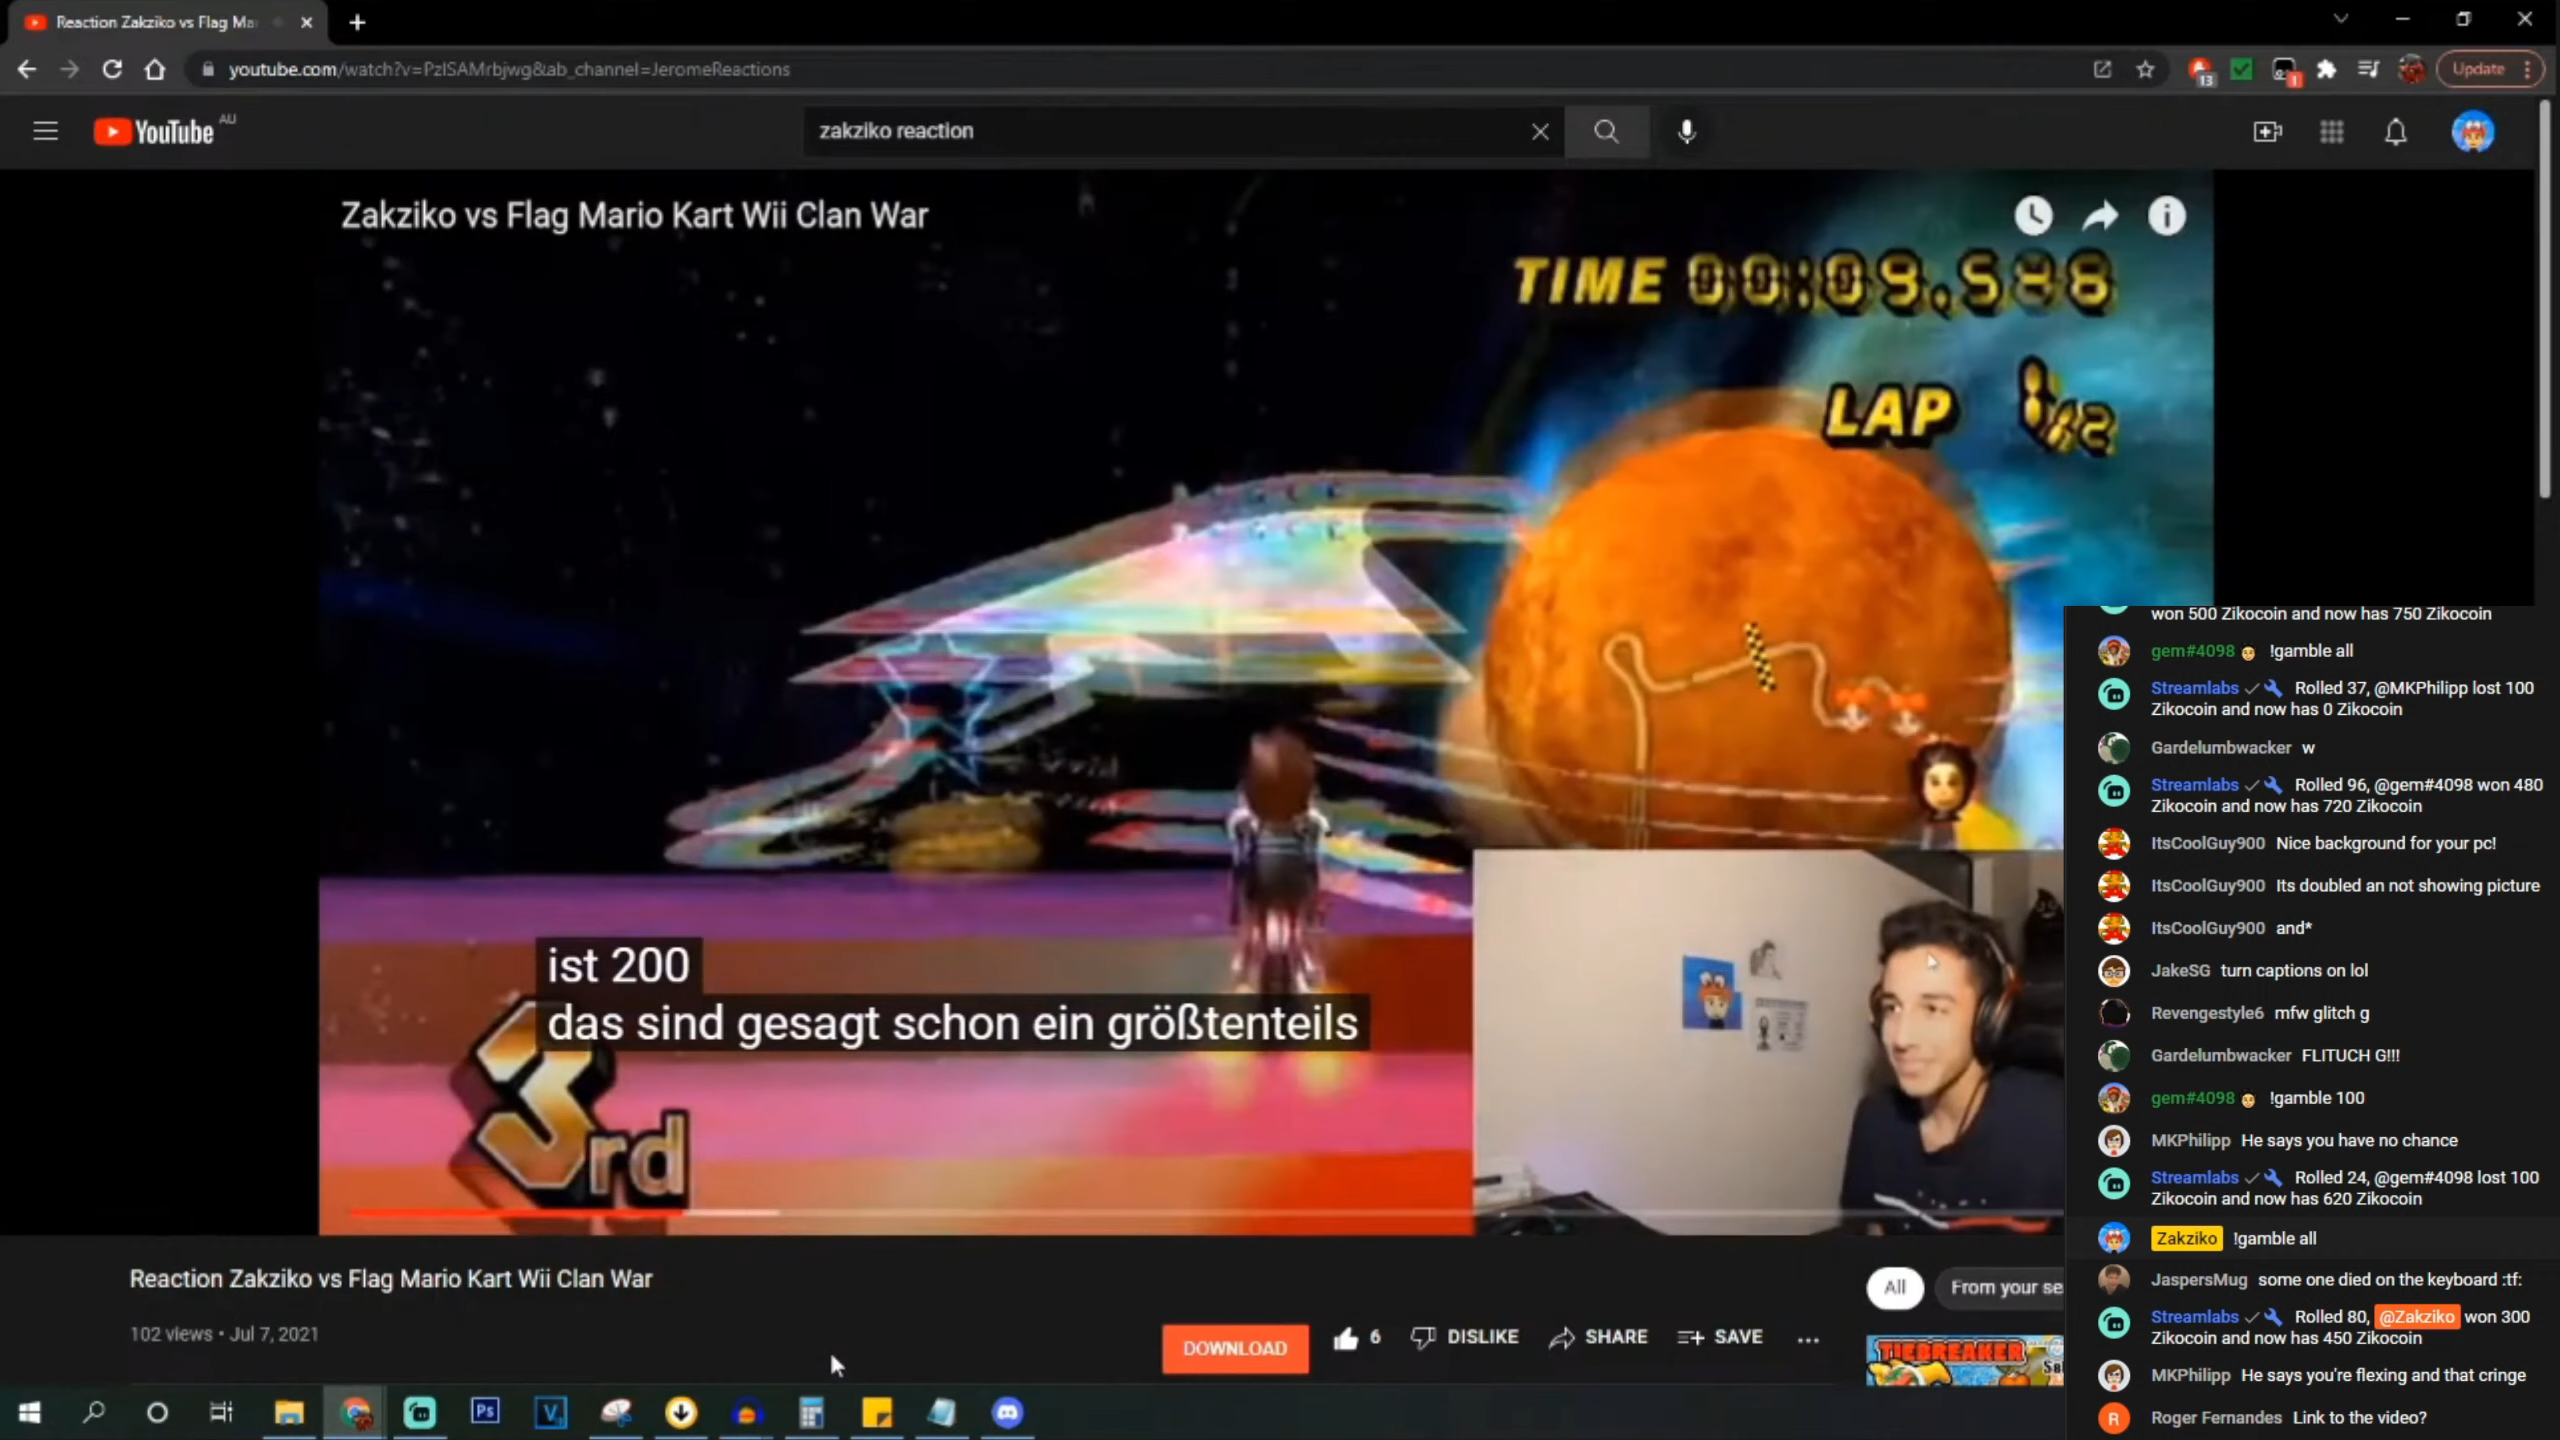 Reaction Zakziko vs Flag Ma
youtube.com/watch?v=PzISAMrbjwg&ab_channel=JeromeReactions
13
1
Update
YouTube AU
zakziko reaction
Zakziko vs Flag Mario Kart Wii Clan War
TIME 00:09.
LAP
ist 200
das sind gesagt schon ein größtenteils
3rd
Reaction Zakziko vs Flag Mario Kart Wii Clan War
102 views • Jul 7, 2021
DOWNLOAD
6
DISLIKE
SHARE
SAVE
All
From your se
TIEBREAKER
Ps
won 500 Zikocoin and now has 750 Zikocoin
gem#4098 !gamble all
Streamlabs Rolled 37, @MKPhilipp lost 100
Zikocoin and now has 0 Zikocoin
Gardelumbwacker w
Streamlabs Rolled 96, @gem#4098 won 480
Zikocoin and now has 720 Zikocoin
ItsCoolGuy900 Nice background for your pc!
ItsCoolGuy900 Its doubled an not showing picture
ItsCoolGuy900 and*
JakeSG turn captions on lol
Revengestyle6 mfw glitch g
Gardelumbwacker FLITUCH G!!!
gem#4098 !gamble 100
MKPhilipp He says you have no chance
Streamlabs Rolled 24, @gem#4098 lost 100
Zikocoin and now has 620 Zikocoin
Zakziko !gamble all
JaspersMug some one died on the keyboard :tf:
Streamlabs Rolled 80, @Zakziko won 300
Zikocoin and now has 450 Zikocoin
MKPhilipp He says you're flexing and that cringe
R Roger Fernandes Link to the video?